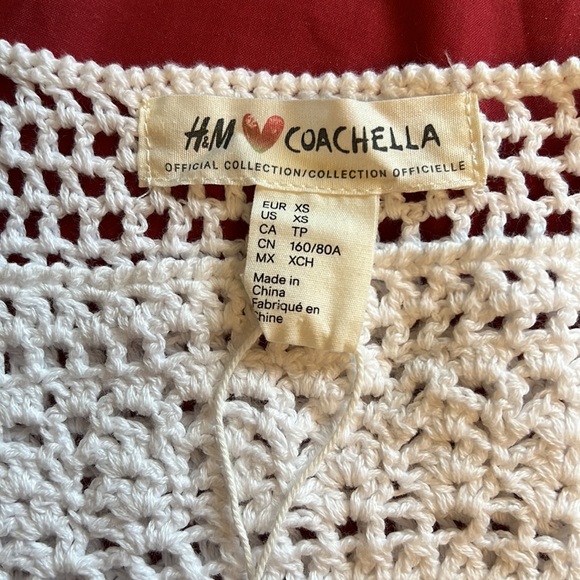 H&M COACHELLA
OFFICIAL COLLECTION/COLLECTION OFFICIELLE
EUR XS
US XS
CA TP
CN 160/80A
MX XCH
Made in
China
Fabriqué en
Chine